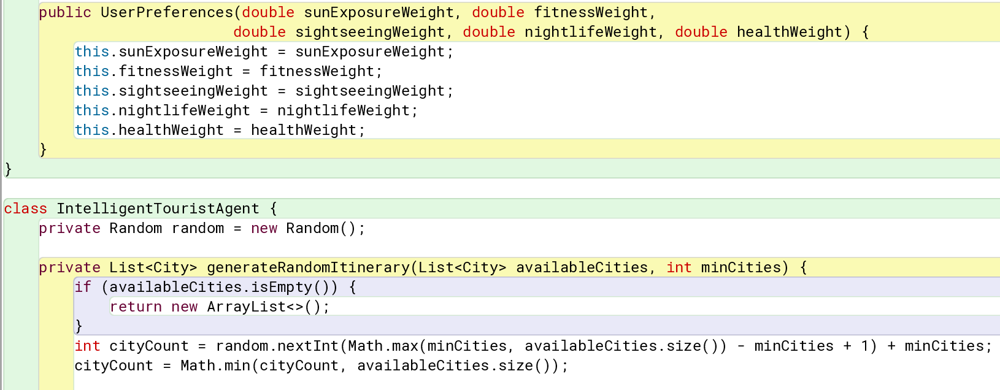 public UserPreferences(double sunExposureWeight, double fitnessWeight,
                      double sightseeingWeight, double nightlifeWeight, double healthWeight) {
    this.sunExposureWeight = sunExposureWeight;
    this.fitnessWeight = fitnessWeight;
    this.sightseeingWeight = sightseeingWeight;
    this.nightlifeWeight = nightlifeWeight;
    this.healthWeight = healthWeight;
}
}
class IntelligentTouristAgent {
    private Random random = new Random();
    private List<City> generateRandomItinerary(List<City> availableCities, int minCities) {
        if (availableCities.isEmpty()) {
            return new ArrayList<>();
        }
        int cityCount = random.nextInt(Math.max(minCities, availableCities.size()) - minCities + 1) + minCities;
        cityCount = Math.min(cityCount, availableCities.size());